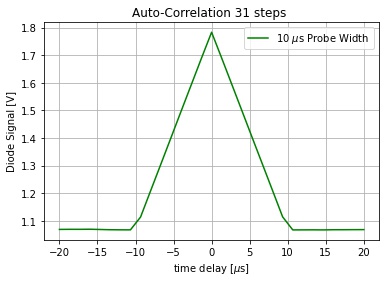 Auto-Correlation 31 steps
10 μs Probe Width
Diode Signal [V]
1.8
1.7
1.6
1.5
1.4
1.3
1.2
1.1
−20 −15 −10 −5 0 5 10 15 20
time delay [μs]